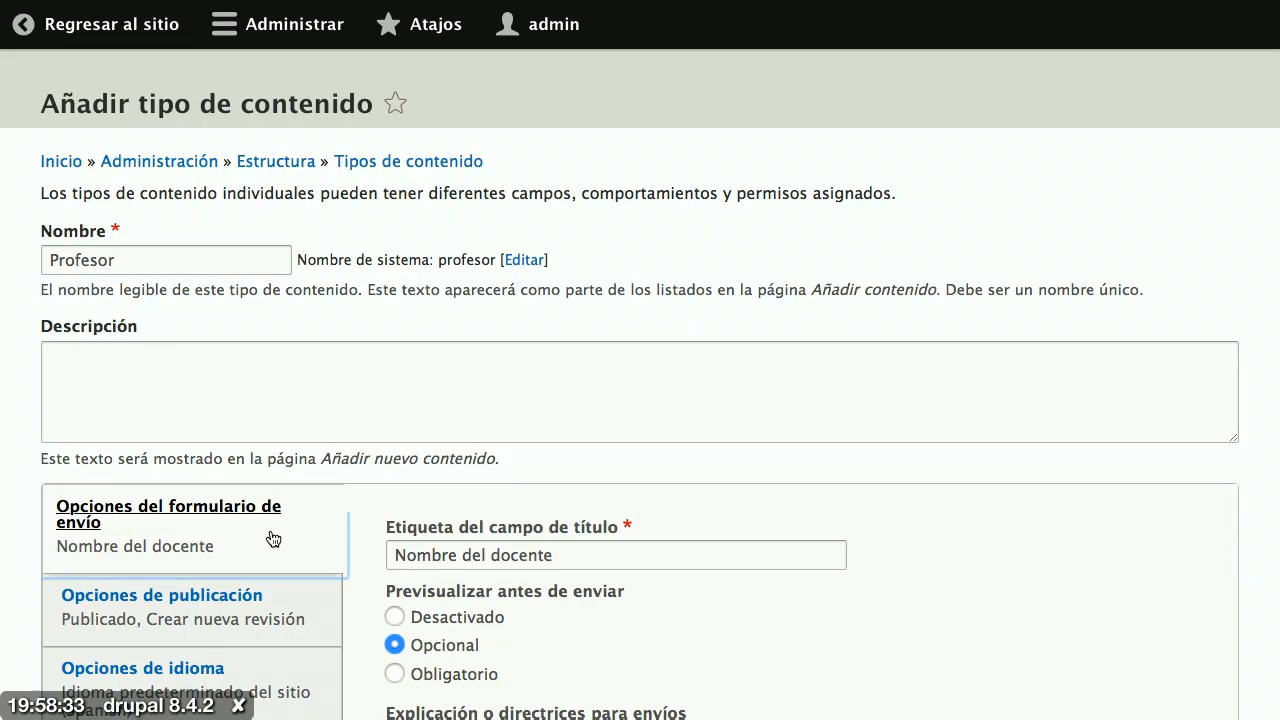 Regresar al sitio Administrar Atajos admin
Añadir tipo de contenido
Inicio » Administración » Estructura » Tipos de contenido
Los tipos de contenido individuales pueden tener diferentes campos, comportamientos y permisos asignados.
Nombre *
Profesor Nombre de sistema: profesor [Editar]
El nombre legible de este tipo de contenido. Este texto aparecerá como parte de los listados en la página Añadir contenido. Debe ser un nombre único.
Descripción
Este texto será mostrado en la página Añadir nuevo contenido.
Opciones del formulario de
envío
Nombre del docente
Etiqueta del campo de título *
Nombre del docente
Previsualizar antes de enviar
Desactivado
Opcional
Obligatorio
Explicación o directrices para envíos
Opciones de publicación
Publicado, Crear nueva revisión
Opciones de idioma
Idioma predeterminado del sitio
(Spanish)
19:58:33 drupal 8.4.2 x